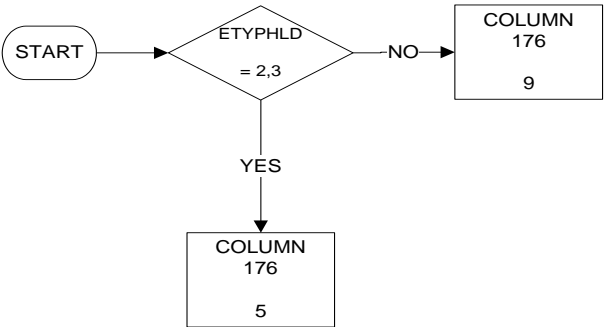 START
ETYPHLD
= 2,3
NO
COLUMN
176
9
YES
COLUMN
176
5